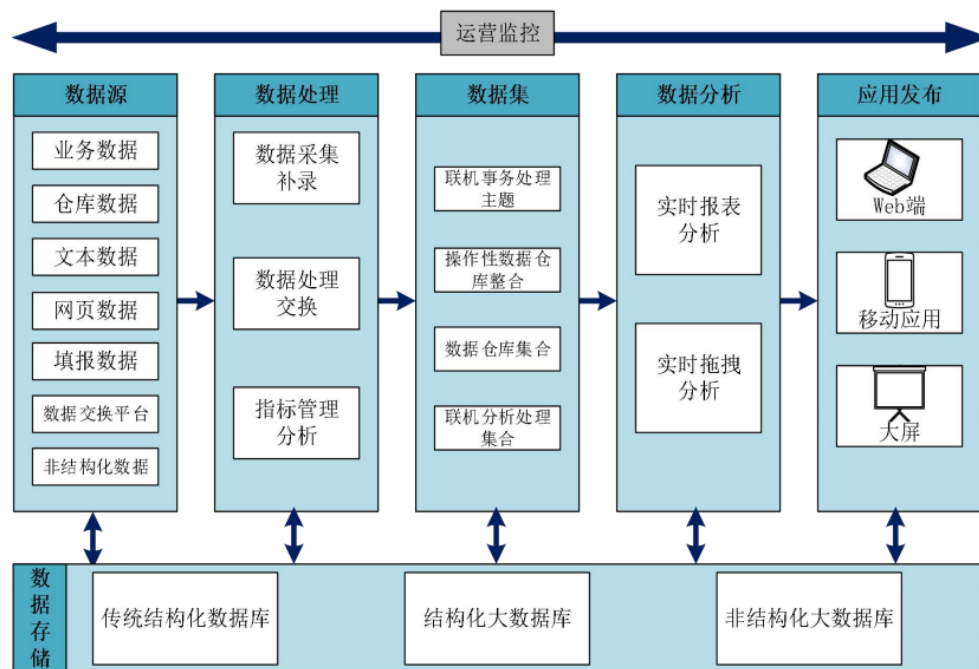 运营监控
数据源
业务数据
仓库数据
文本数据
网页数据
填报数据
数据交换平台
非结构化数据
数据处理
数据采集
补录
数据处理
交换
指标管理
分析
数据集
联机事务处理
主题
操作性数据仓
库整合
数据仓库集合
联机分析处理
集合
数据分析
实时报表
分析
实时拖拽
分析
应用发布
Web端
移动应用
大屏
数据存储
传统结构化数据库
结构化大数据库
非结构化大数据库